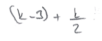 (k-3) + k/2